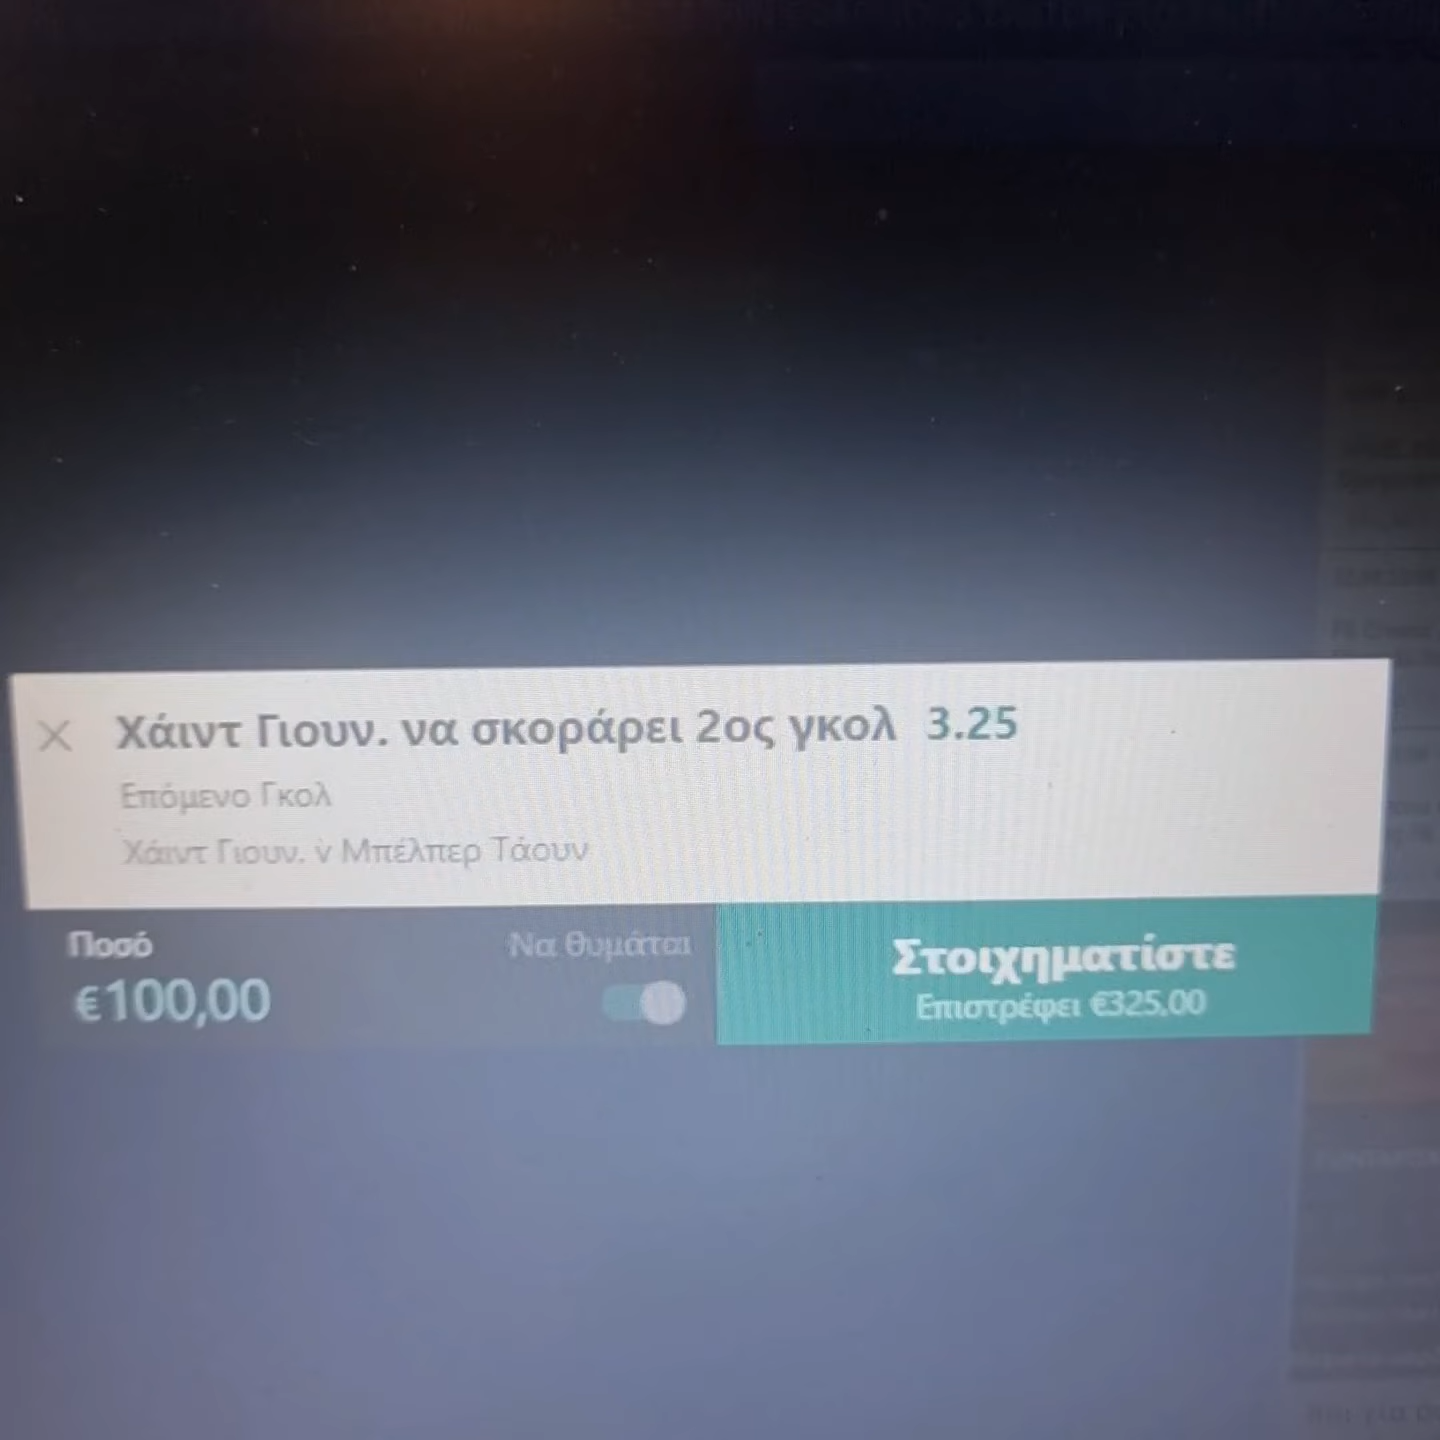 Χάιντ Γιουν. να σκοράρει 2ος γκολ 3.25
Επόμενο Γκολ
Χάιντ Γιουν. v Μπέλπερ Τάουν
Ποσό
Να θυμάται
€100,00
Στοιχηματίστε
Επιστρέφει €325,00